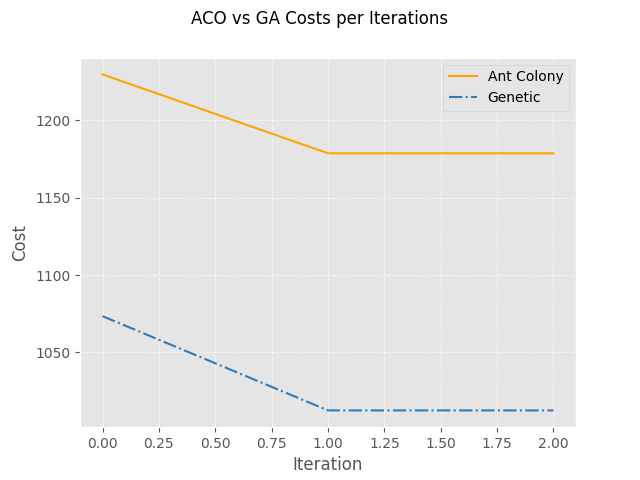 ACO vs GA Costs per Iterations
Ant Colony
Genetic
1200
1150
1100
1050
Cost
0.00 0.25 0.50 0.75 1.00 1.25 1.50 1.75 2.00
Iteration